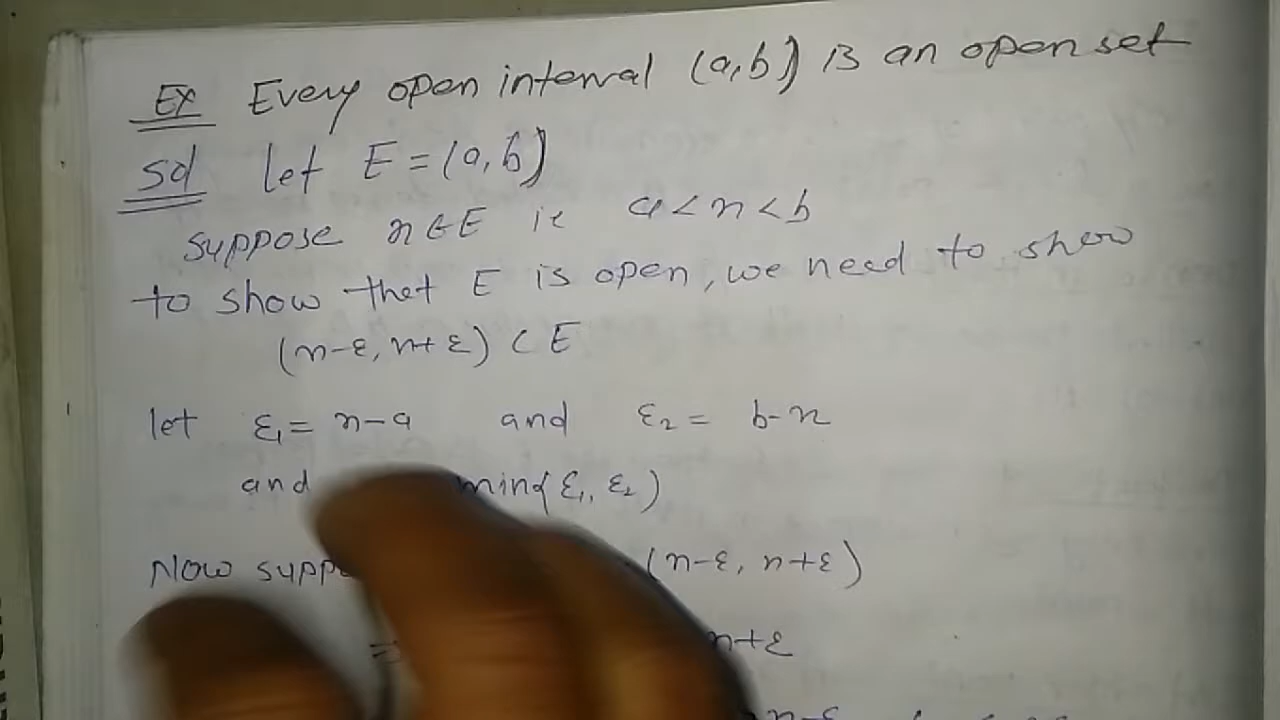 Ex Every open interval (a,b) is an open set
Sol let E = (a,b)
suppose x∈E ie a<x<b
to show that E is open, we need to show
(x-ε, x+ε) ⊂ E
let ε₁ = x-a and ε₂ = b-x
and min{ε₁, ε₂)
Now (x-ε, x+ε)
x+ε
x-ε